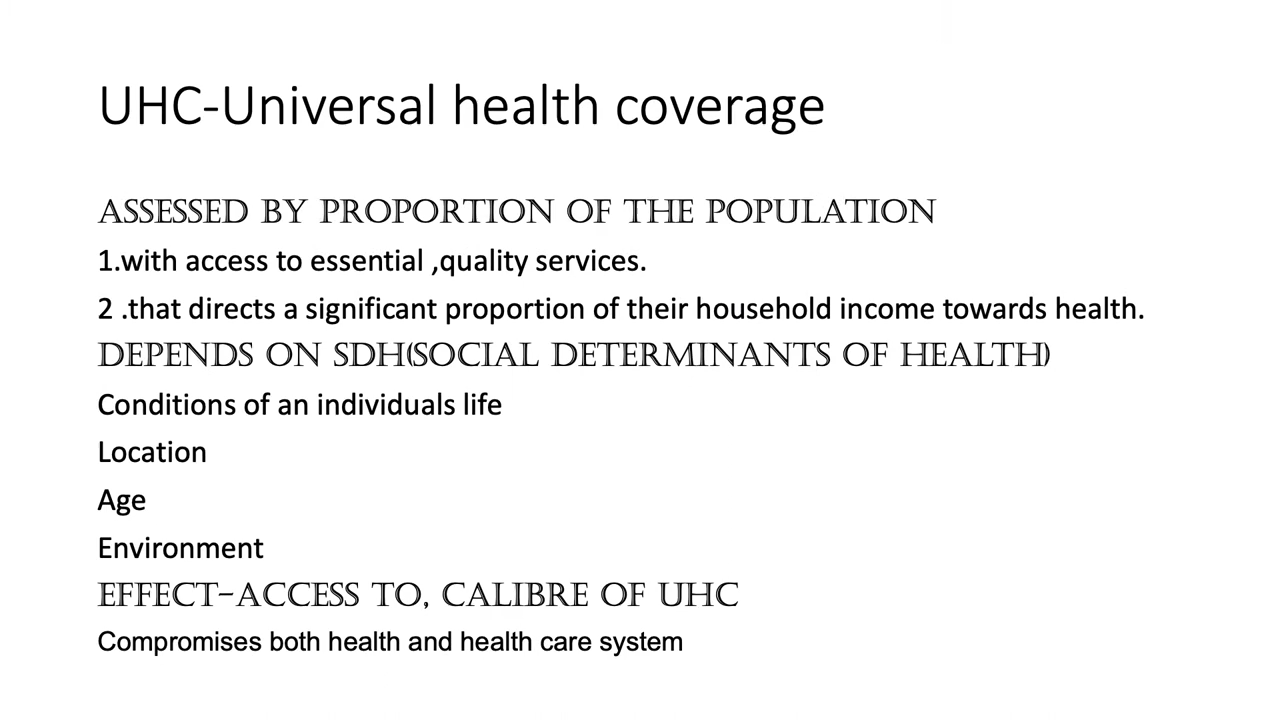 UHC-Universal health coverage
ASSESSED BY PROPORTION OF THE POPULATION
1.with access to essential ,quality services.
2 .that directs a significant proportion of their household income towards health.
DEPENDS ON SDH(SOCIAL DETERMINANTS OF HEALTH)
Conditions of an individuals life
Location
Age
Environment
EFFECT-ACCESS TO, CALIBRE OF UHC
Compromises both health and health care system